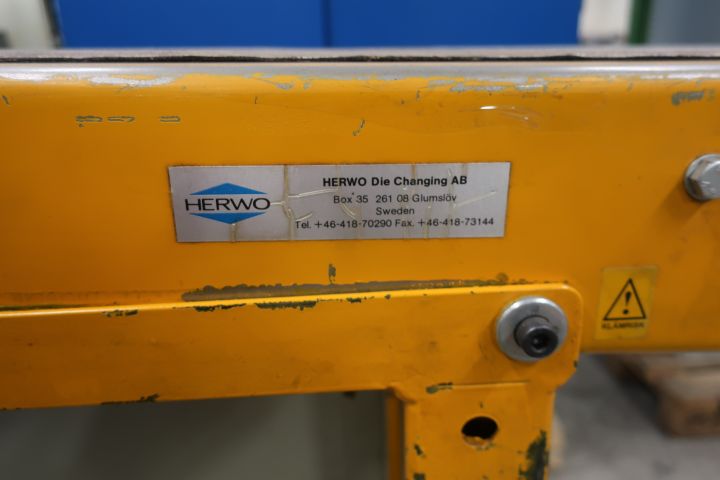 HERWO
HERWO Die Changing AB
Box 35 261 08 Glumslöv
Sweden
Tel. +46-418-70290 Fax. +46-418-73144
KLÄMRISK